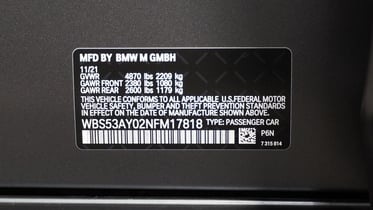 MFD BY BMW M GMBH
11/21
GVWR 4870 lbs 2209 kg
GAWR FRONT 2380 lbs 1080 kg
GAWR REAR 2600 lbs 1179 kg
THIS VEHICLE CONFORMS TO ALL APPLICABLE U.S.FEDERAL MOTOR
VEHICLE SAFETY, BUMPER AND THEFT PREVENTION STANDARDS
IN EFFECT ON THE DATE OF MANUFACTURE SHOWN ABOVE.
WBS53AY02NFM17818 TYPE: PASSENGER CAR
P6N
7 315 814